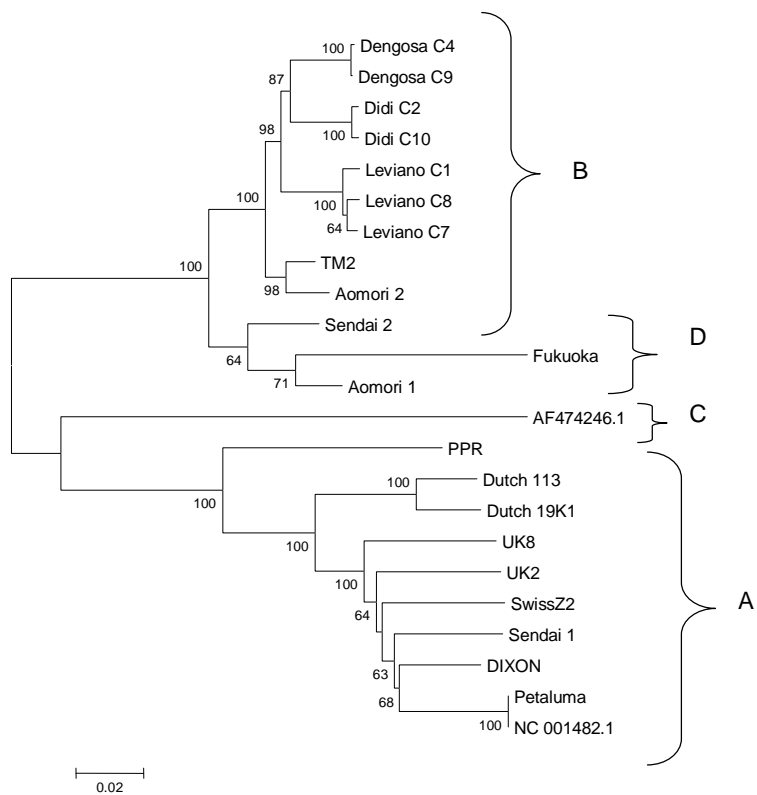 100 Dengosa C4
Dengosa C9
87
Didi C2
100 Didi C10
98
Leviano C1
100 Leviano C8
64 Leviano C7
B
100
TM2
98 Aomori 2
100
Sendai 2
64
Fukuoka
D
71 Aomori 1
AF474246.1
C
PPR
100
100 Dutch 113
Dutch 19K1
100
UK8
100 UK2
64 SwissZ2
A
Sendai 1
63 DIXON
68 Petaluma
100 NC 001482.1
0.02